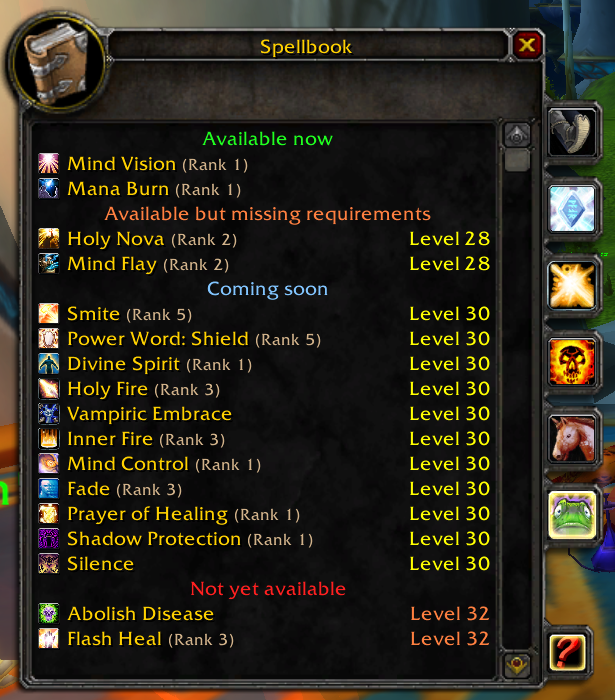 Spellbook
Available now
Mind Vision (Rank 1)
Mana Burn (Rank 1)
Available but missing requirements
Holy Nova (Rank 2) Level 28
Mind Flay (Rank 2) Level 28
Coming soon
Smite (Rank 5) Level 30
Power Word: Shield (Rank 5) Level 30
Divine Spirit (Rank 1) Level 30
Holy Fire (Rank 3) Level 30
Vampiric Embrace Level 30
Inner Fire (Rank 3) Level 30
Mind Control (Rank 1) Level 30
Fade (Rank 3) Level 30
Prayer of Healing (Rank 1) Level 30
Shadow Protection (Rank 1) Level 30
Silence Level 30
Not yet available
Abolish Disease Level 32
Flash Heal (Rank 3) Level 32